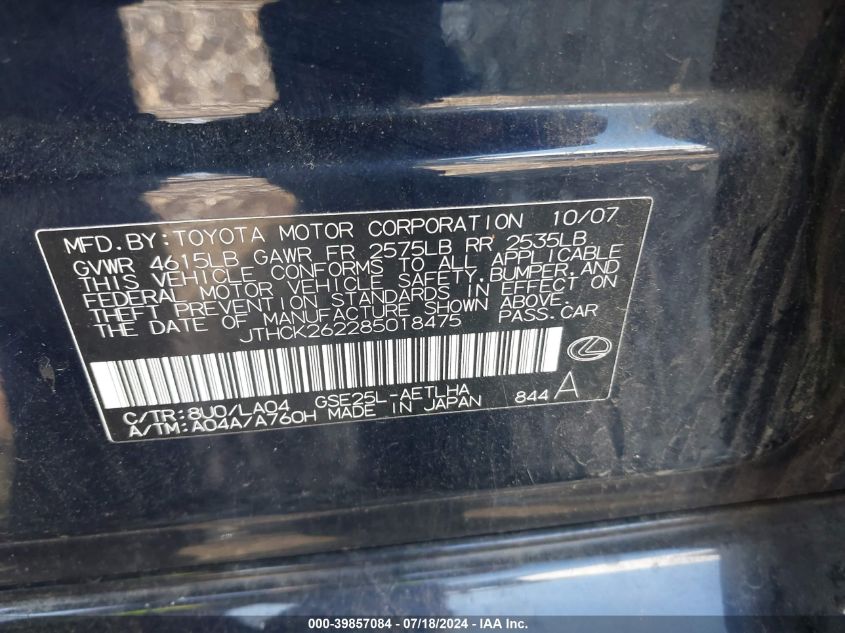 MFD. BY: TOYOTA MOTOR CORPORATION 10/07
GVWR 4615LB GAWR FR 2575LB RR 2535LB
THIS VEHICLE CONFORMS TO ALL APPLICABLE
FEDERAL MOTOR VEHICLE SAFETY, BUMPER, AND
THEFT PREVENTION STANDARDS IN EFFECT ON
THE DATE OF MANUFACTURE SHOWN ABOVE.
JTHCK262285018475 PASS. CAR
C/TR: 8U0/LA04 GSE25L-AETLHA
A/TM: A04A/A760H MADE IN JAPAN 844 A
000-39857084 - 07/18/2024 - IAA Inc.